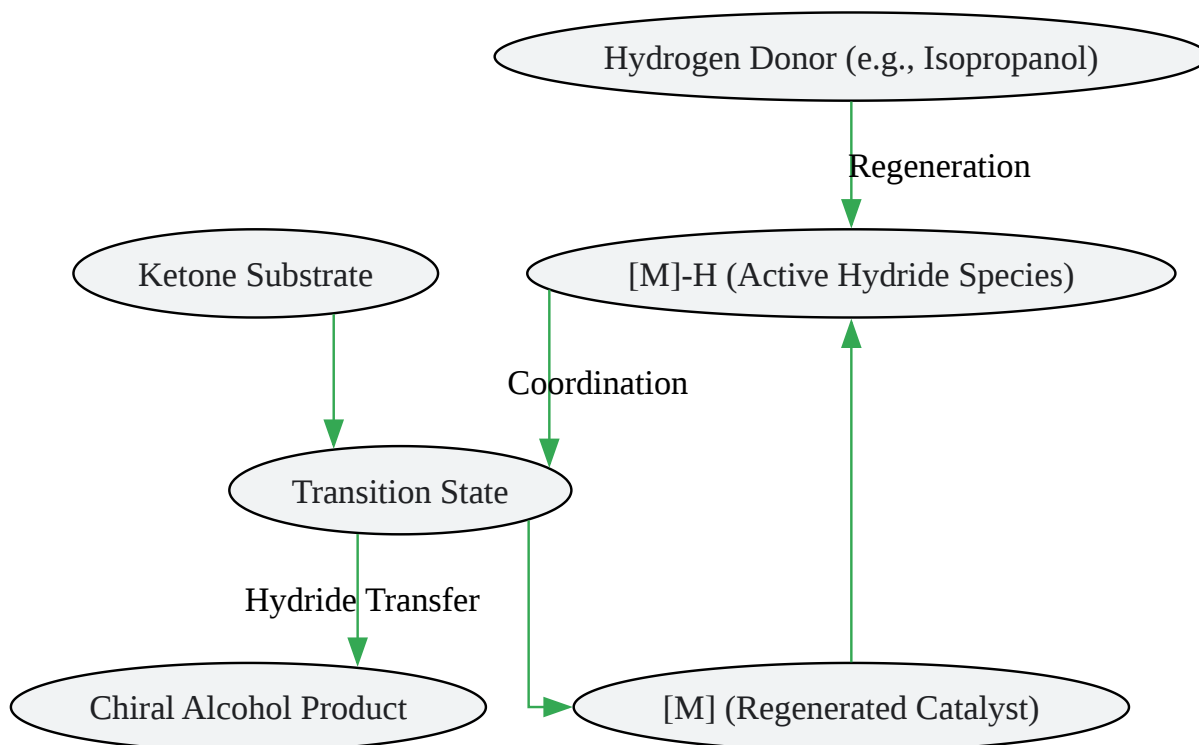 Hydrogen Donor (e.g., Isopropanol)
Regeneration
Ketone Substrate
[M]-H (Active Hydride Species)
Coordination
Transition State
Hydride Transfer
Chiral Alcohol Product
[M] (Regenerated Catalyst)